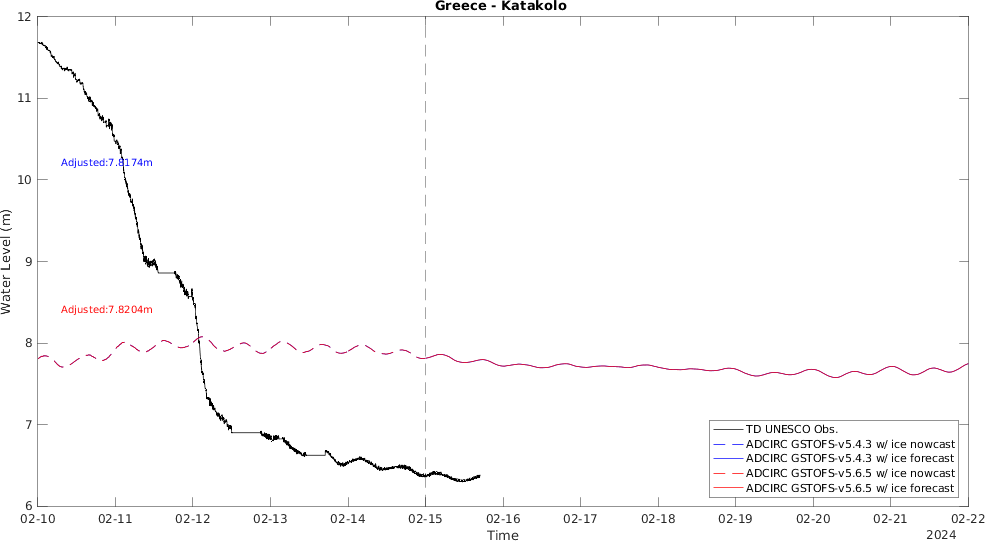 Greece - Katakolo
12
11
10
9
8
7
6
Water Level (m)
Adjusted:7.8174m
Adjusted:7.8204m
TD UNESCO Obs.
ADCIRC GSTOFS-v5.4.3 w/ ice nowcast
ADCIRC GSTOFS-v5.4.3 w/ ice forecast
ADCIRC GSTOFS-v5.6.5 w/ ice nowcast
ADCIRC GSTOFS-v5.6.5 w/ ice forecast
02-10 02-11 02-12 02-13 02-14 02-15 02-16 02-17 02-18 02-19 02-20 02-21 02-22
Time
2024